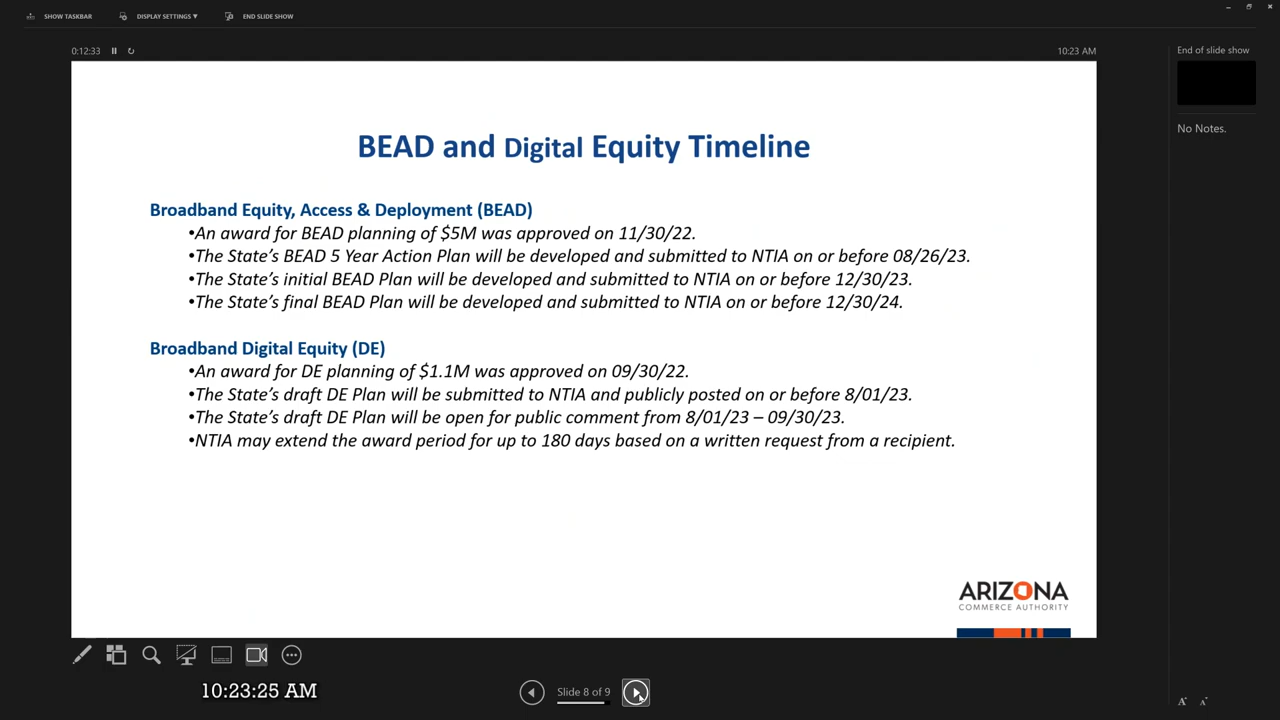 SHOW TASKBAR DISPLAY SETTINGS ▾ END SLIDE SHOW
0:12:33 10:23 AM
End of slide show
No Notes.
BEAD and Digital Equity Timeline
Broadband Equity, Access & Deployment (BEAD)
•An award for BEAD planning of $5M was approved on 11/30/22.
•The State's BEAD 5 Year Action Plan will be developed and submitted to NTIA on or before 08/26/23.
•The State's initial BEAD Plan will be developed and submitted to NTIA on or before 12/30/23.
•The State's final BEAD Plan will be developed and submitted to NTIA on or before 12/30/24.
Broadband Digital Equity (DE)
•An award for DE planning of $1.1M was approved on 09/30/22.
•The State's draft DE Plan will be submitted to NTIA and publicly posted on or before 8/01/23.
•The State's draft DE Plan will be open for public comment from 8/01/23 – 09/30/23.
•NTIA may extend the award period for up to 180 days based on a written request from a recipient.
ARIZONA
COMMERCE AUTHORITY
10:23:25 AM
Slide 8 of 9
A A